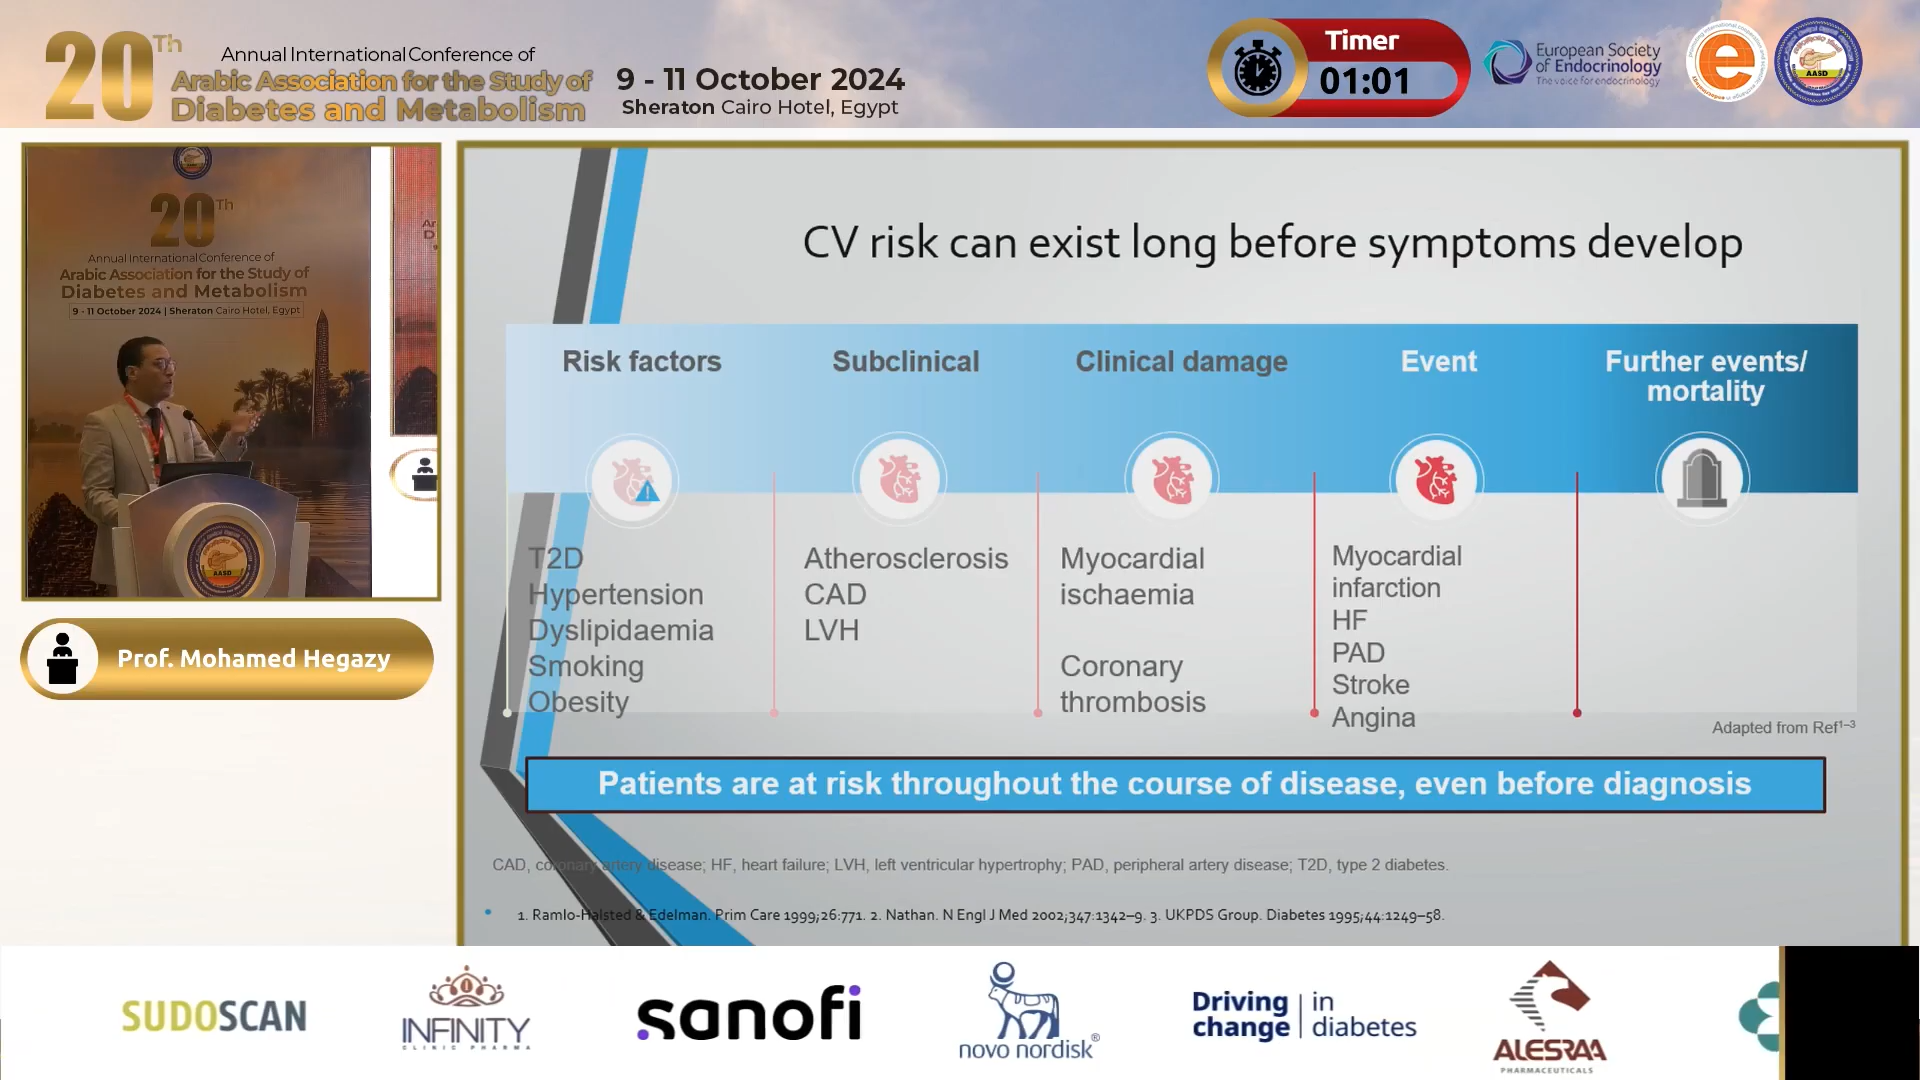 20Th
Annual International Conference of
Arabic Association for the Study of
Diabetes and Metabolism
9 - 11 October 2024
Sheraton Cairo Hotel, Egypt
Timer
01:01
European Society
of Endocrinology
The voice for endocrinology
e
AASD
20Th
Annual International Conference of
Arabic Association for the Study of
Diabetes and Metabolism
9 - 11 October 2024 | Sheraton Cairo Hotel, Egypt
AASD
Prof. Mohamed Hegazy
CV risk can exist long before symptoms develop
Risk factors
T2D
Hypertension
Dyslipidaemia
Smoking
Obesity
Subclinical
Atherosclerosis
CAD
LVH
Clinical damage
Myocardial
ischaemia
Coronary
thrombosis
Event
Myocardial
infarction
HF
PAD
Stroke
Angina
Further events/
mortality
Adapted from Ref1–3
Patients are at risk throughout the course of disease, even before diagnosis
CAD, coronary artery disease; HF, heart failure; LVH, left ventricular hypertrophy; PAD, peripheral artery disease; T2D, type 2 diabetes.
• 1. Ramlo-Halsted & Edelman. Prim Care 1999;26:771. 2. Nathan. N Engl J Med 2002;347:1342–9. 3. UKPDS Group. Diabetes 1995;44:1249–58.
SUDOSCAN
INFINITY
CLINIC PHARMA
sanofi
novo nordisk®
Driving change | in diabetes
ALESRAA
PHARMACEUTICALS